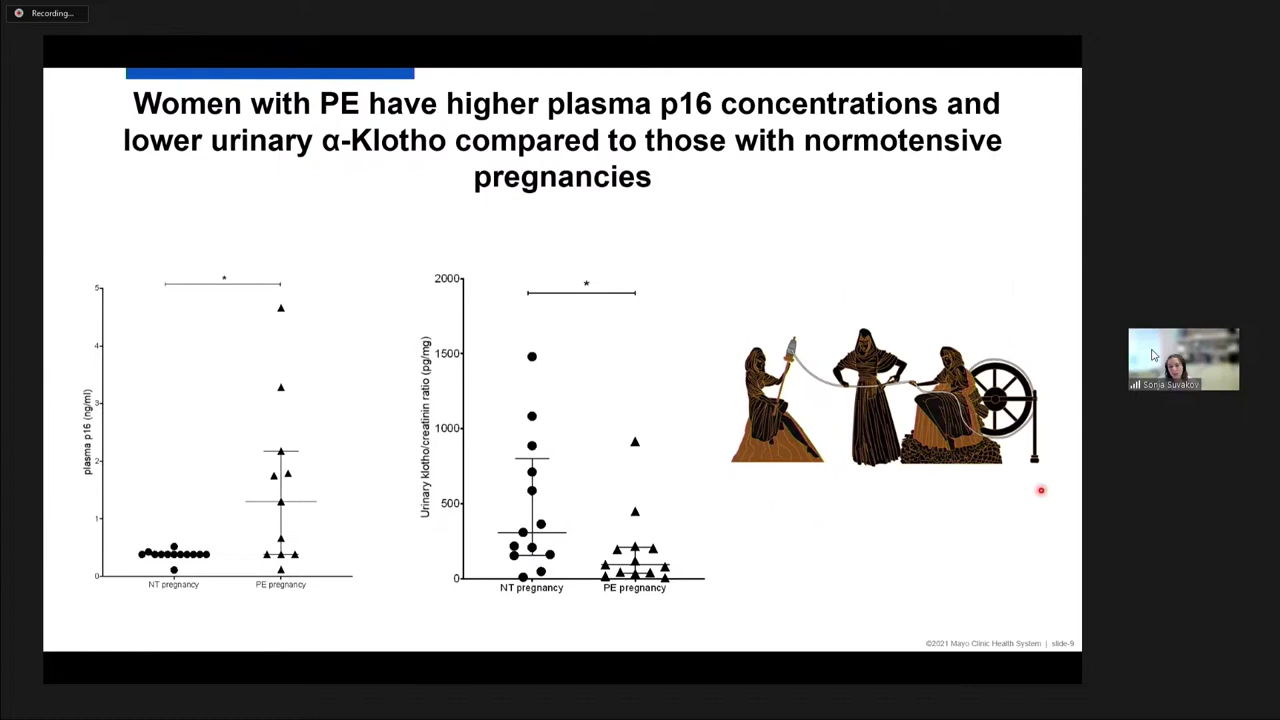 Recording...
Women with PE have higher plasma p16 concentrations and
lower urinary α-Klotho compared to those with normotensive
pregnancies
*
5
4
3
2
1
0
plasma p16 (ng/ml)
NT pregnancy
PE pregnancy
*
2000
1500
1000
500
0
Urinary klotho/creatinin ratio (pg/mg)
NT pregnancy
PE pregnancy
Sonja Suvakov
©2021 Mayo Clinic Health System | slide-9